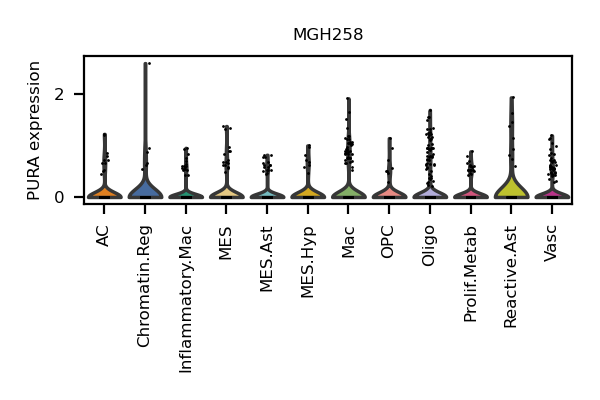 MGH258
PURA expression
2
0
AC
Chromatin.Reg
Inflammatory.Mac
MES
MES.Ast
MES.Hyp
Mac
OPC
Oligo
Prolif.Metab
Reactive.Ast
Vasc